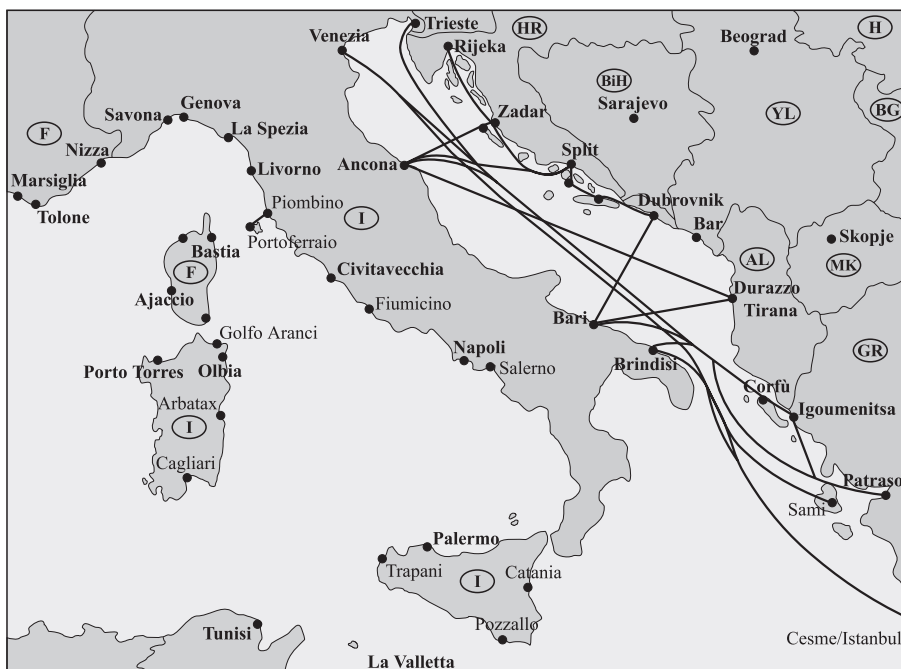 Trieste
HR
H
Venezia
Rijeka
Beograd
BiH
Sarajevo
YL
BG
Genova
Savona
Zadar
La Spezia
F
Nizza
Ancona
Split
Livorno
Marsiglia
Tolone
Piombino
I
Dubrovnik
Portoferraio
Bar
Skopje
Bastia
AL
MK
F
Civitavecchia
Ajaccio
Durazzo
Tirana
Fiumicino
Bari
Golfo Aranci
GR
Napoli
Brindisi
Porto Torres
Olbia
Salerno
Corfù
Arbatax
Igoumenitsa
I
Cagliari
Patraso
Sami
Palermo
Trapani
I
Catania
Tunisi
Pozzallo
Cesme/Istanbul
La Valletta